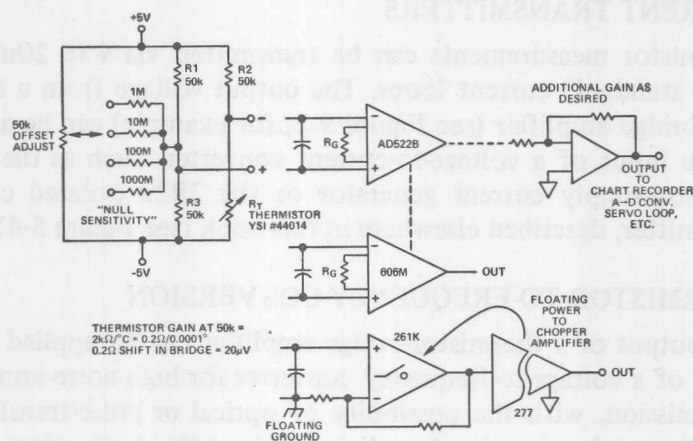 +5V
R1
50k
R2
50k
1M
10M
100M
1000M
50k
OFFSET
ADJUST
"NULL
SENSITIVITY"
R3
50k
RT
THERMISTOR
YSI #4014
-5V
RG
AD522B
-
+
ADDITIONAL GAIN AS
DESIRED
OUTPUT
TO
CHART RECORDER
A-D CONV.
SERVO LOOP,
ETC.
RG
606M
-
+
OUT
THERMISTOR GAIN AT 50k =
2kΩ/°C = 0.2Ω/0.0001°
0.2Ω SHIFT IN BRIDGE = 20µV
261K
+
-
FLOATING
GROUND
FLOATING
POWER
TO
CHOPPER
AMPLIFIER
277
OUT